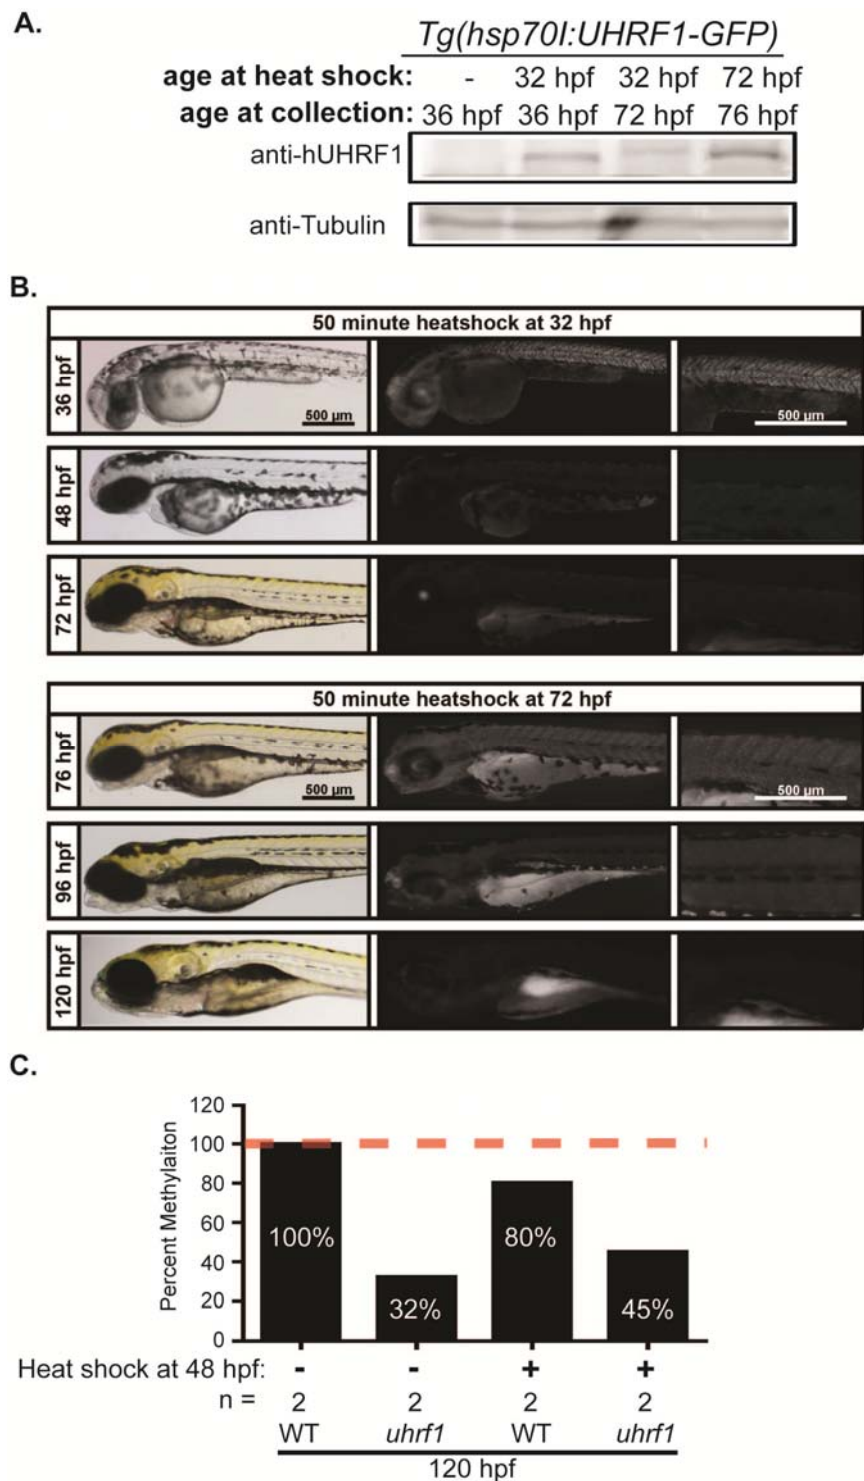 A.
Tg(hsp70I:UHRF1-GFP)
age at heat shock: - 32 hpf 32 hpf 72 hpf
age at collection: 36 hpf 36 hpf 72 hpf 76 hpf
anti-hUHRF1
anti-Tubulin
B.
50 minute heatshock at 32 hpf
36 hpf
500 µm
500 µm
48 hpf
72 hpf
50 minute heatshock at 72 hpf
76 hpf
500 µm
500 µm
96 hpf
120 hpf
C.
Percent Methylaiton
120
100
80
60
40
20
0
100%
32%
80%
45%
Heat shock at 48 hpf: - - + +
n = 2 2 2 2
WT uhrf1 WT uhrf1
120 hpf